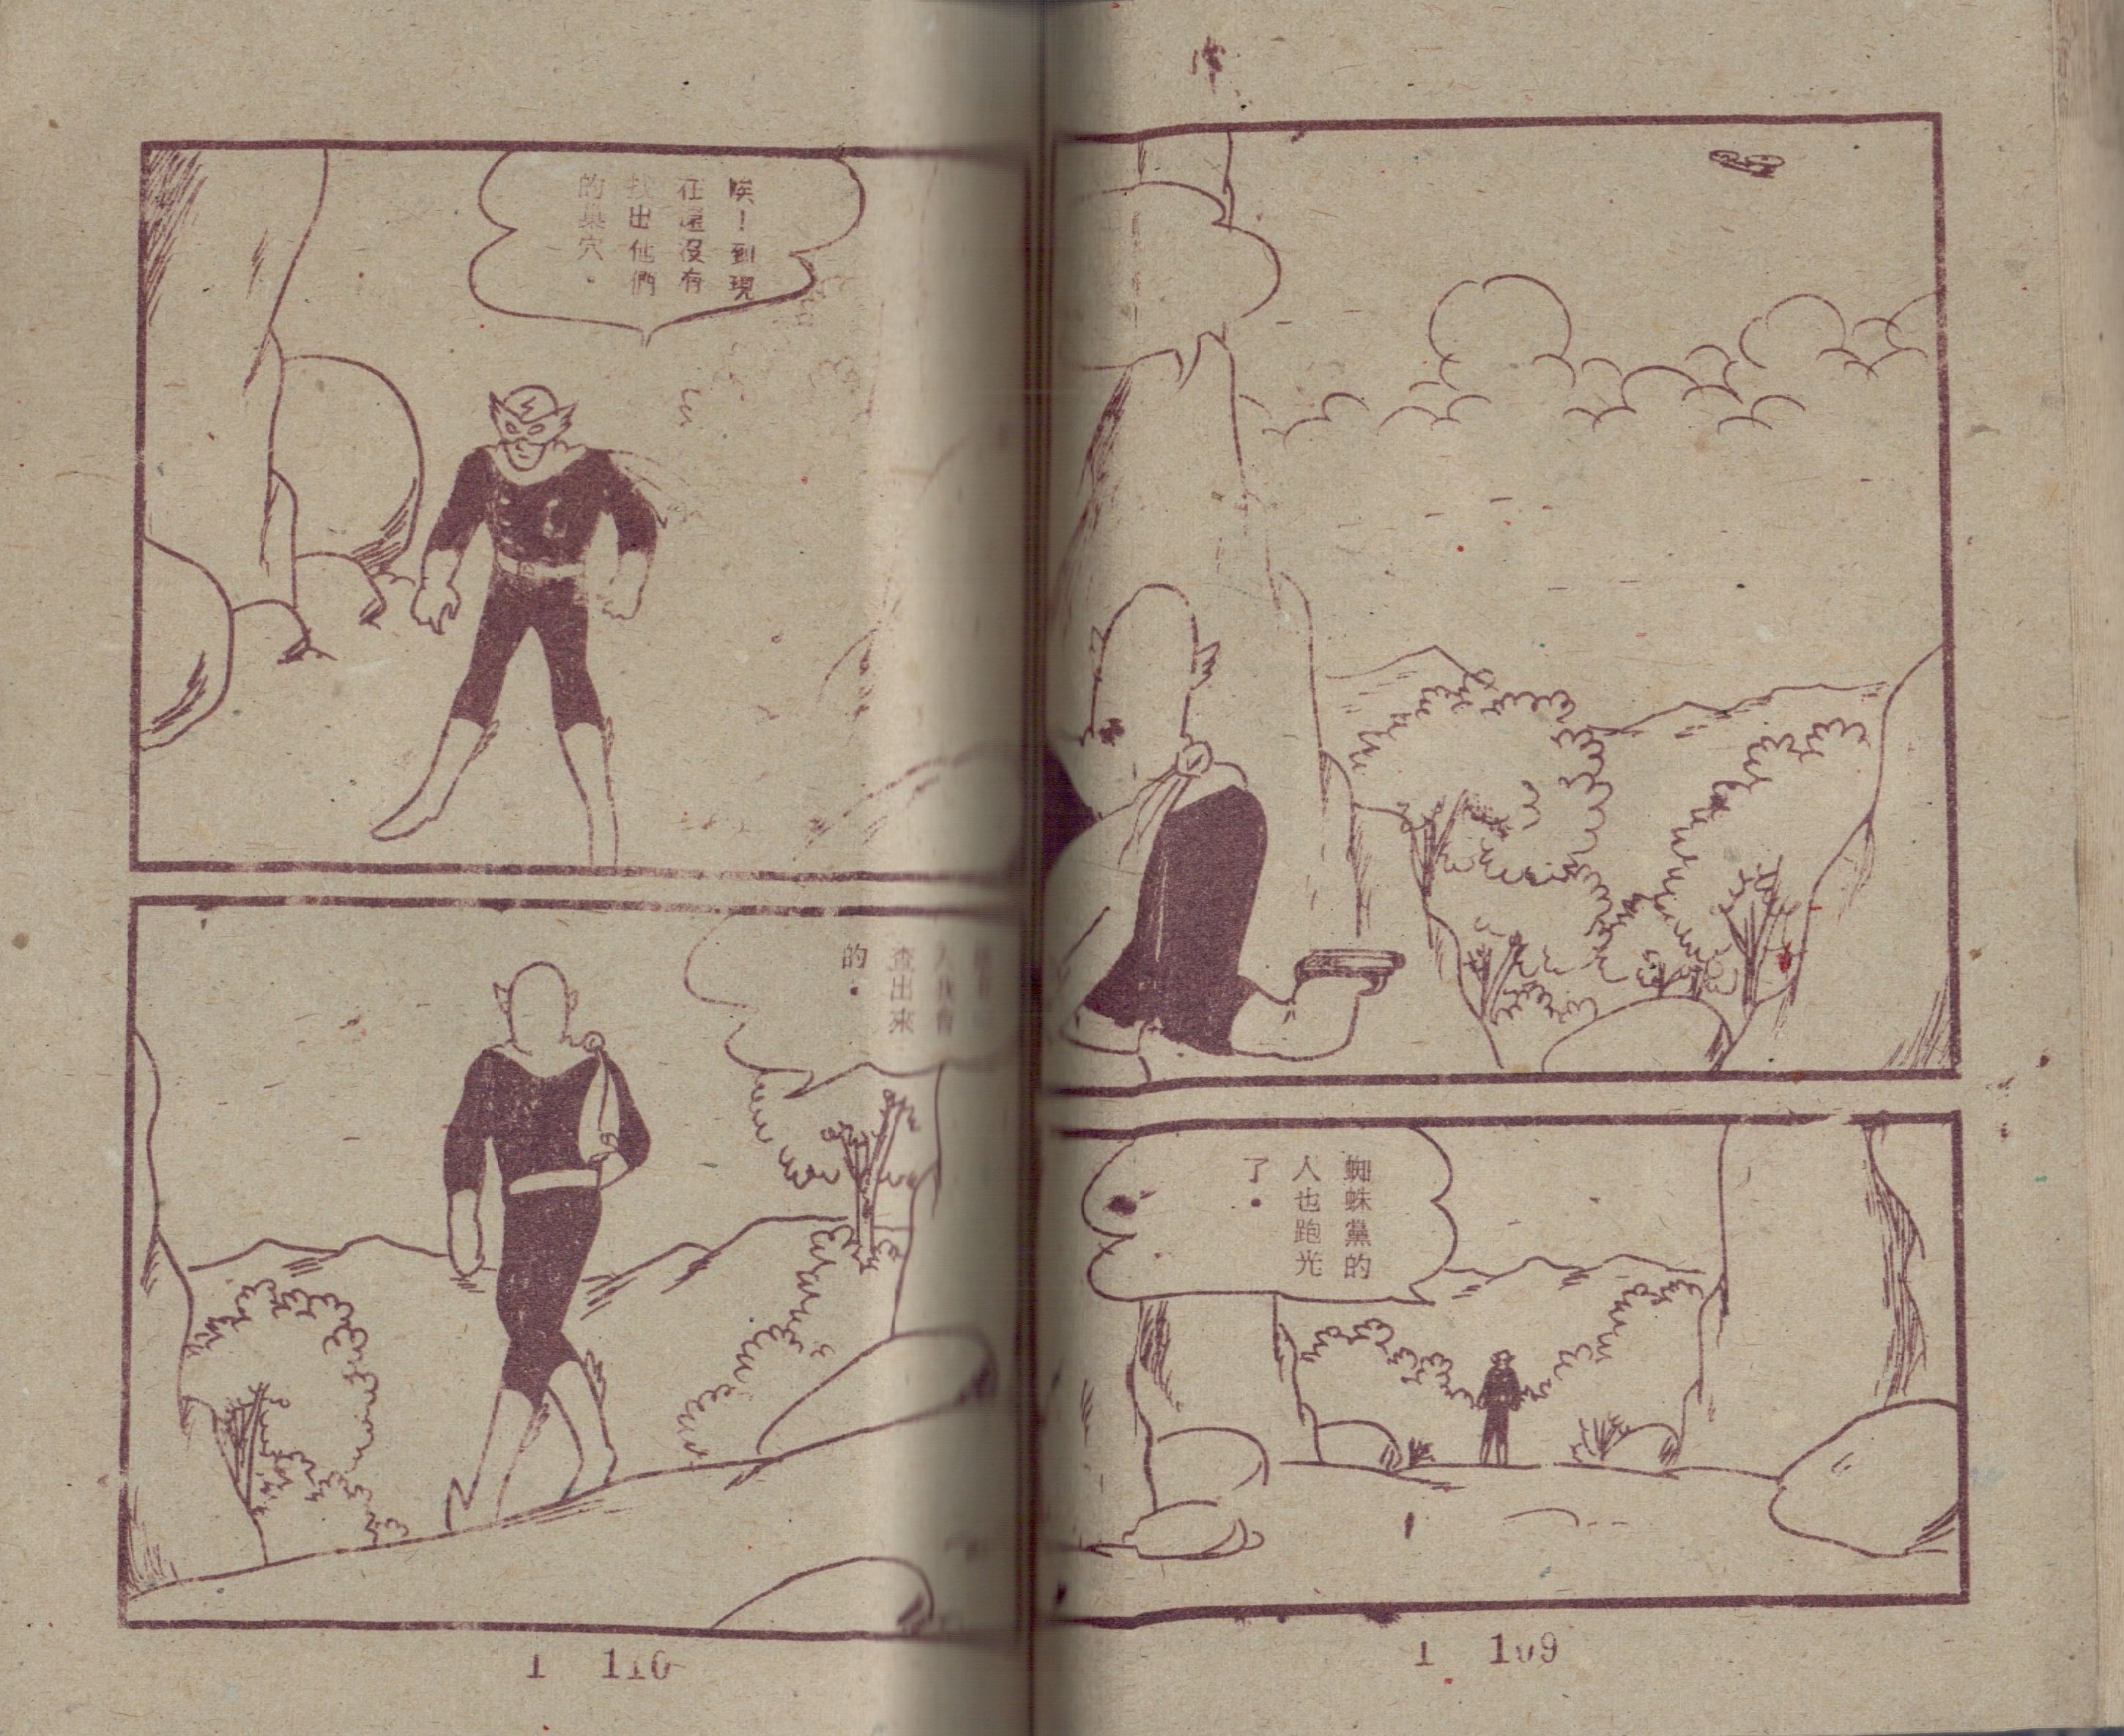 蜘蛛黨的
人也跑光
了。
1 109
唉！到現
在還沒有
找出他們
的巢穴。
查出來
的。
1 110